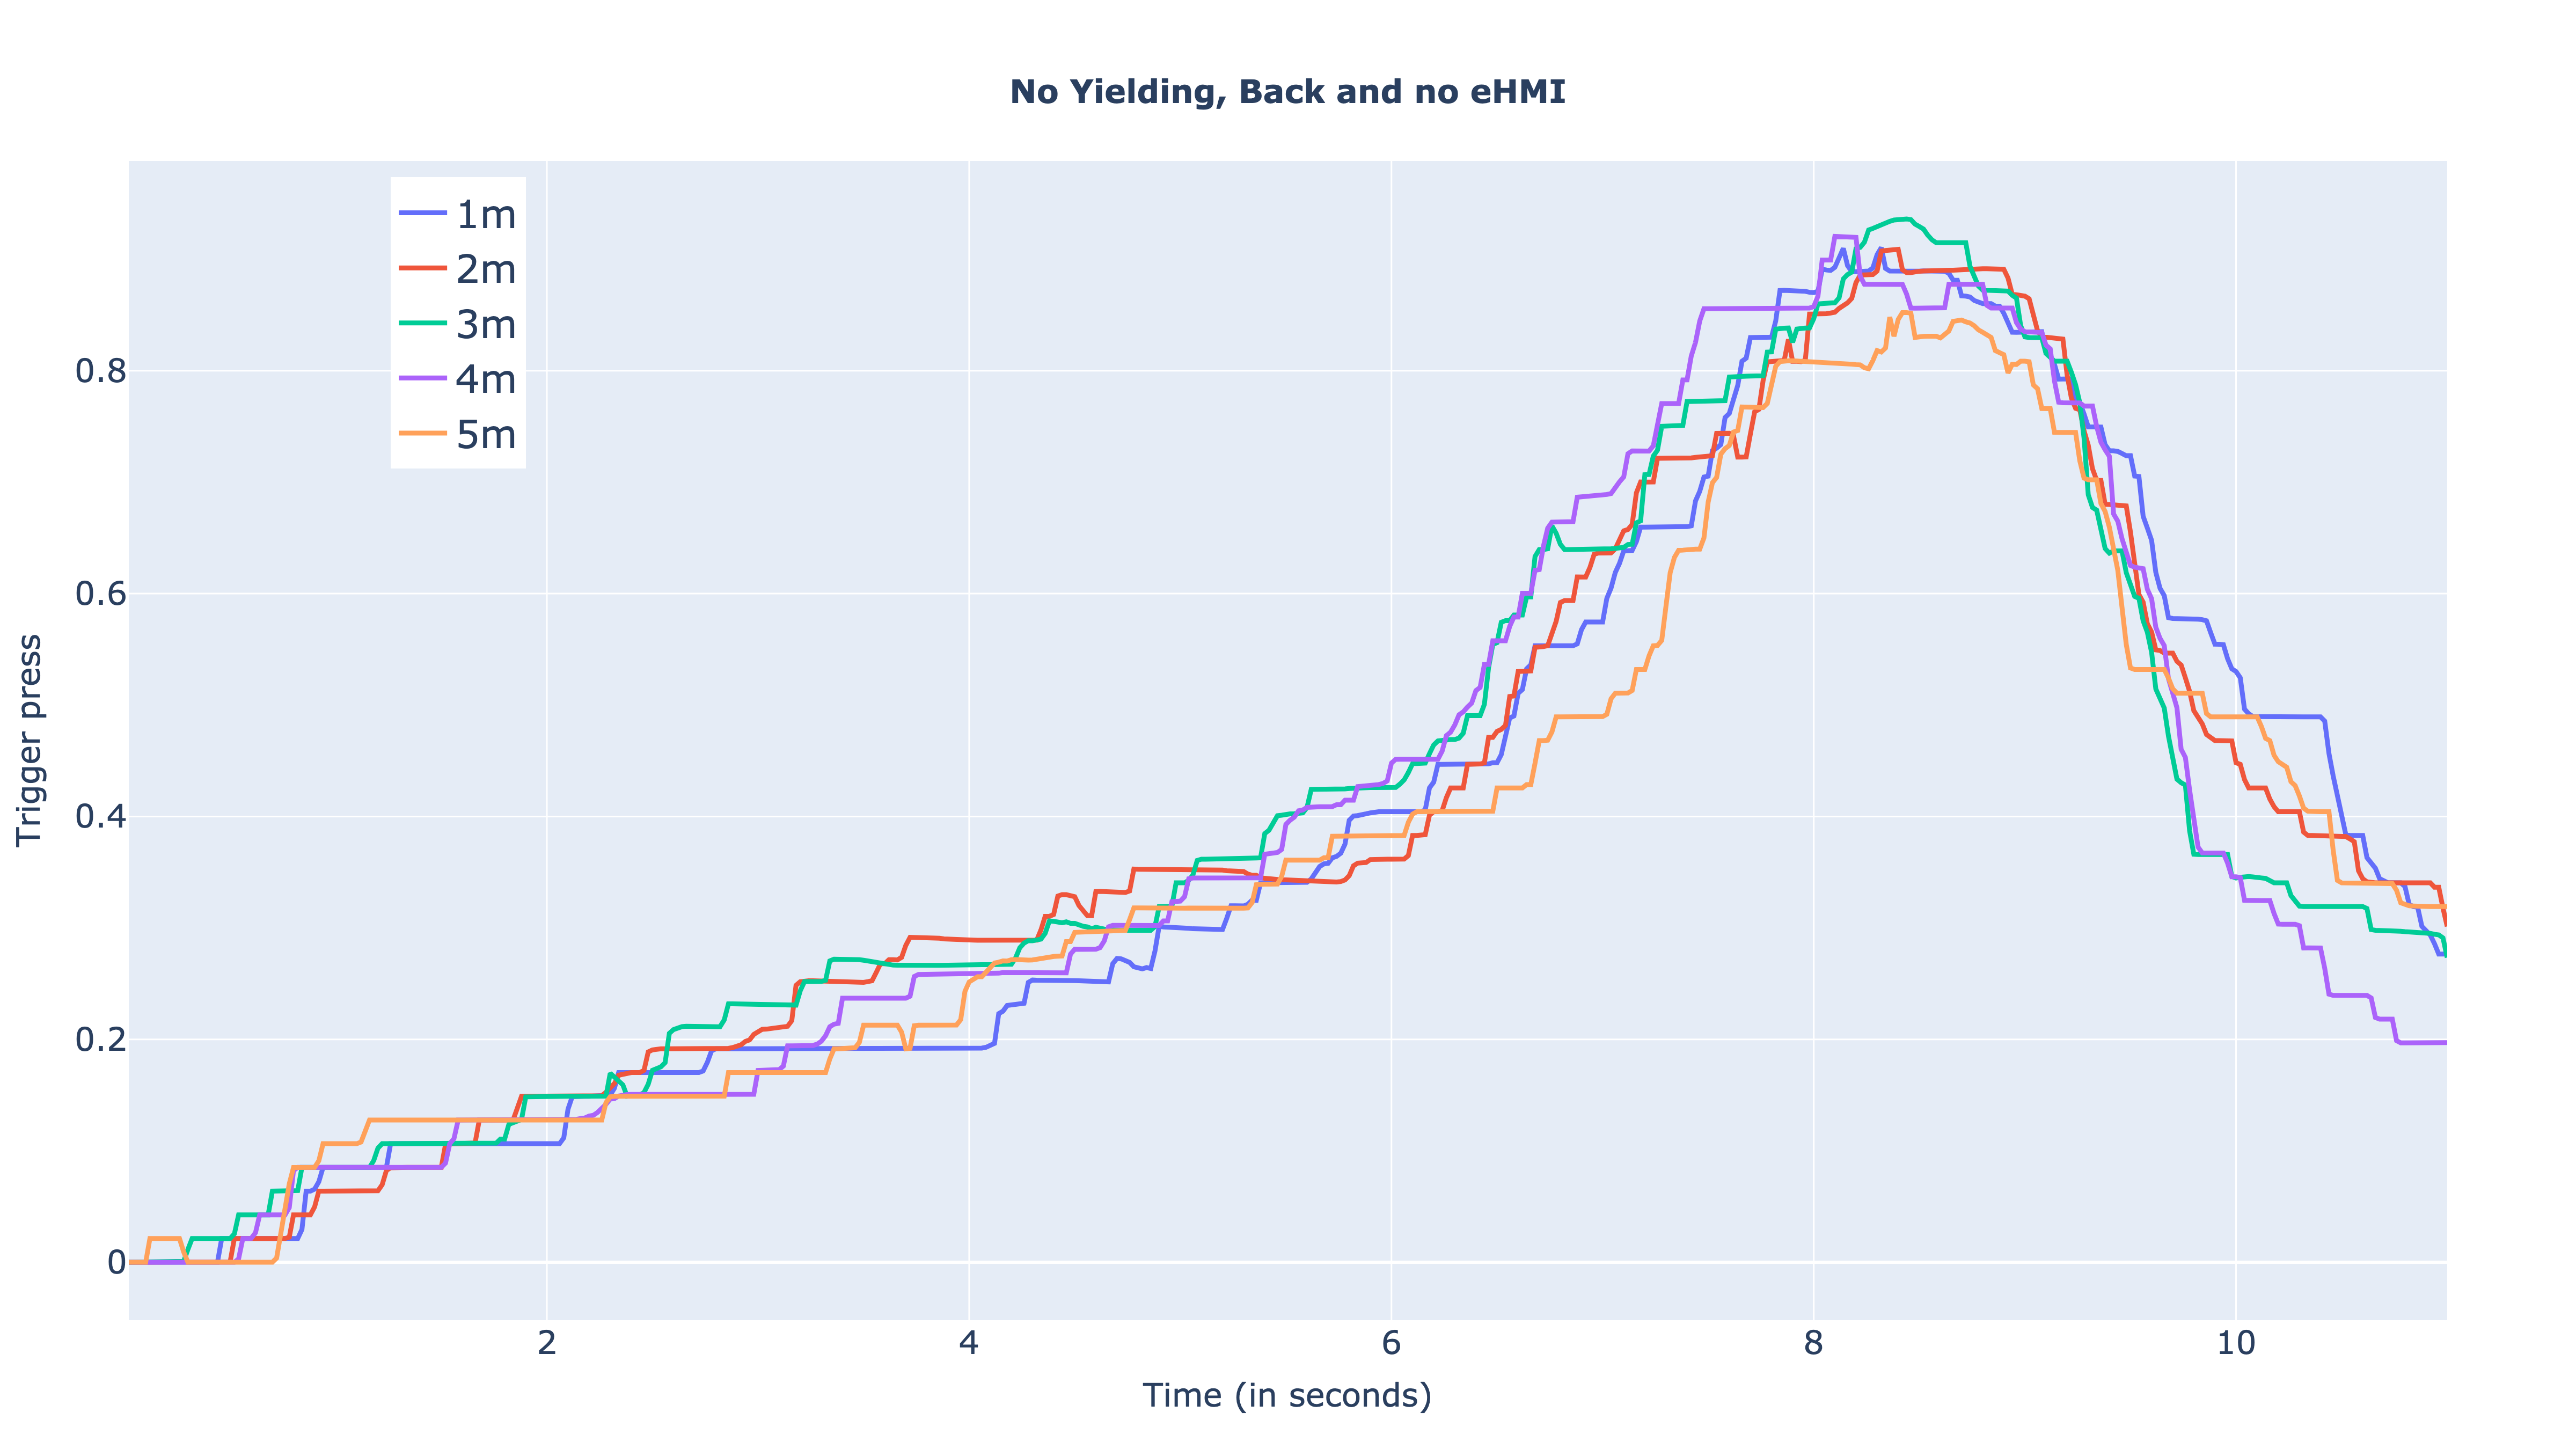 No Yielding, Back and no eHMI
1m
2m
3m
4m
5m
0.8
0.6
0.4
0.2
0
Trigger press
2 4 6 8 10
Time (in seconds)